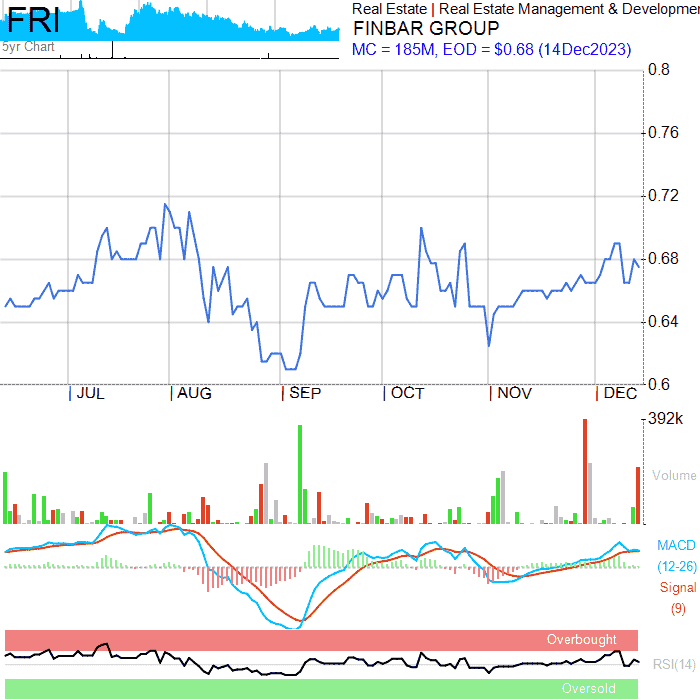 FRI
5yr Chart
Real Estate | Real Estate Management & Developmen
FINBAR GROUP
MC = 185M, EOD = $0.68 (14Dec2023)
0.8
0.76
0.72
0.68
0.64
0.6
JUL AUG SEP OCT NOV DEC
392k
Volume
MACD
(12-26)
Signal
(9)
Overbought
RSI(14)
Oversold